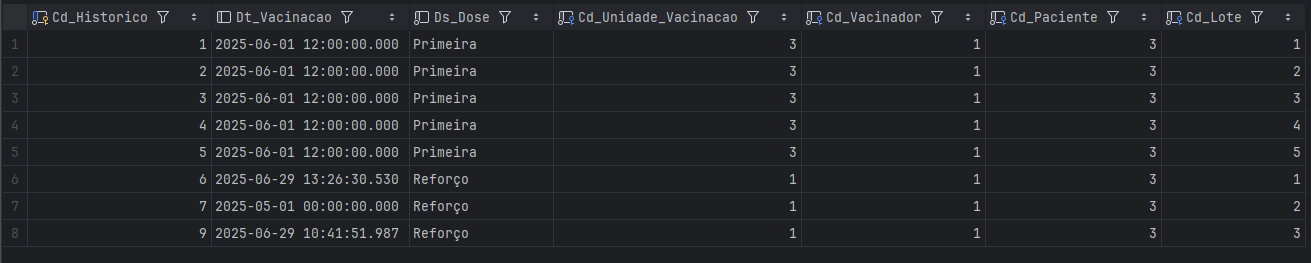 Cd_Historico Dt_Vacinacao Ds_Dose Cd_Unidade_Vacinacao Cd_Vacinador Cd_Paciente Cd_Lote
1 1 2025-06-01 12:00:00.000 Primeira 3 1 3 1
2 2 2025-06-01 12:00:00.000 Primeira 3 1 3 2
3 3 2025-06-01 12:00:00.000 Primeira 3 1 3 3
4 4 2025-06-01 12:00:00.000 Primeira 3 1 3 4
5 5 2025-06-01 12:00:00.000 Primeira 3 1 3 5
6 6 2025-06-29 13:26:30.530 Reforço 1 1 3 1
7 7 2025-05-01 00:00:00.000 Reforço 1 1 3 2
8 9 2025-06-29 10:41:51.987 Reforço 1 1 3 3